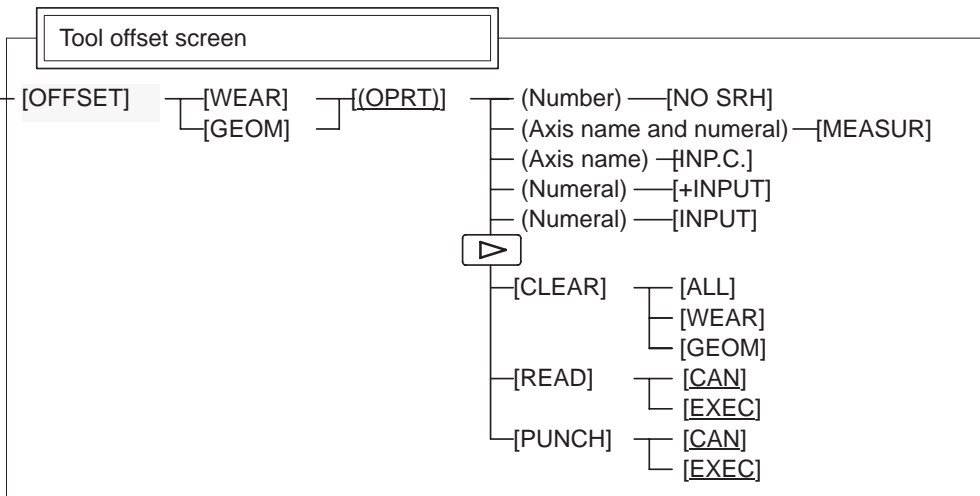 Tool offset screen
[OFFSET] [WEAR] [(OPRT)] (Number) [NO SRH]
[GEOM] (Axis name and numeral) [MEASUR]
(Axis name) [INP.C.]
(Numeral) [+INPUT]
(Numeral) [INPUT]
[CLEAR] [ALL]
[WEAR]
[GEOM]
[READ] [CAN]
[EXEC]
[PUNCH] [CAN]
[EXEC]